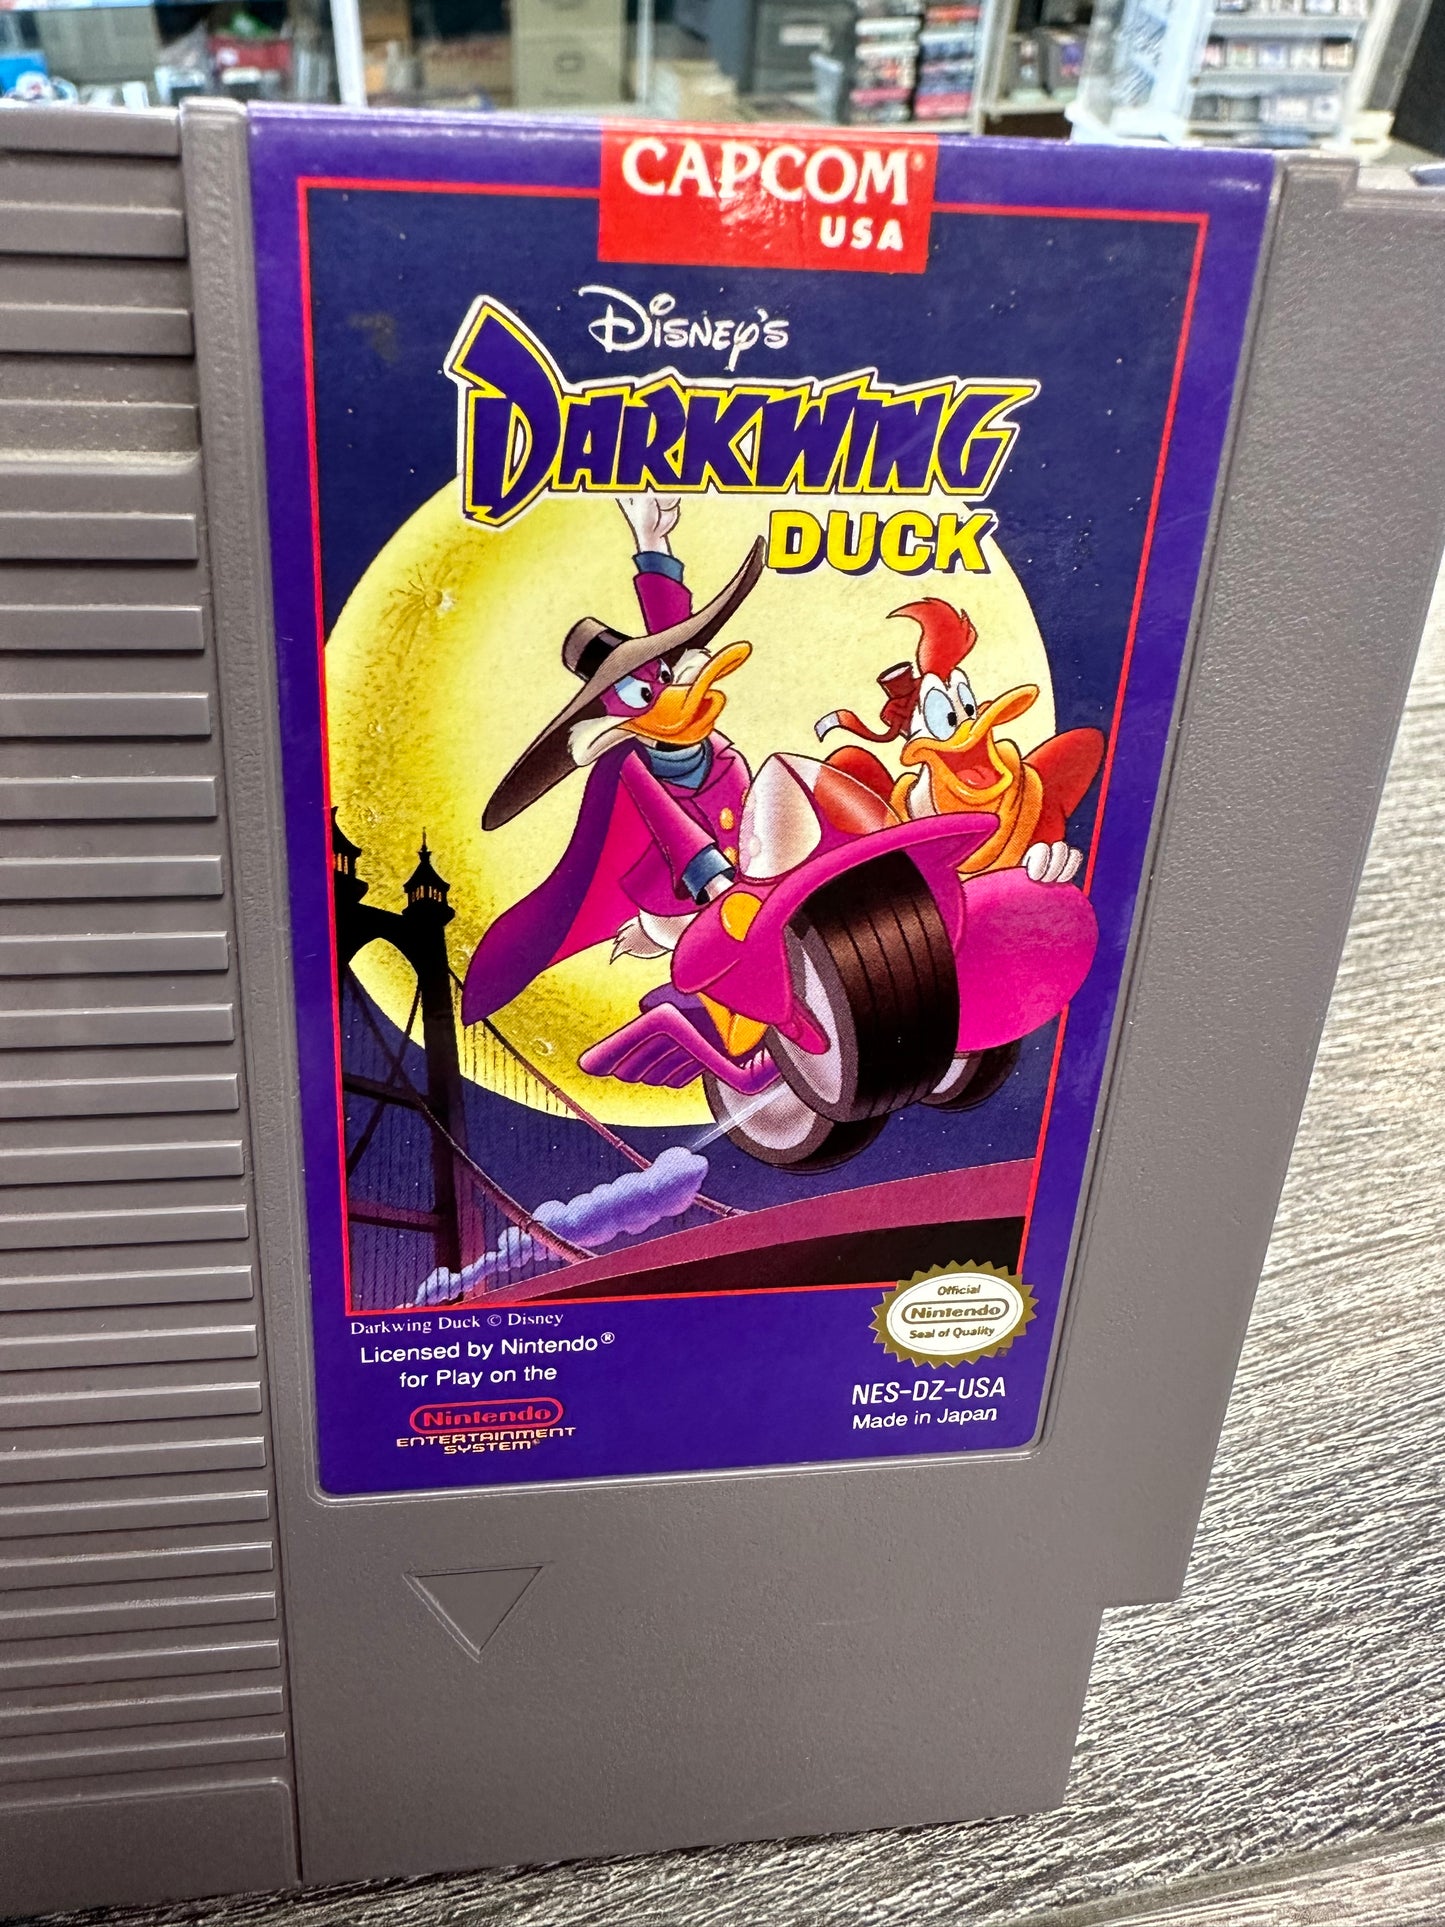 CAPCOM®
USA
Disney's
DARKWING
DUCK
Darkwing Duck © Disney
Licensed by Nintendo®
for Play on the
Nintendo
ENTERTAINMENT
SYSTEM®
Official
Nintendo
Seal of Quality
NES-DZ-USA
Made in Japan